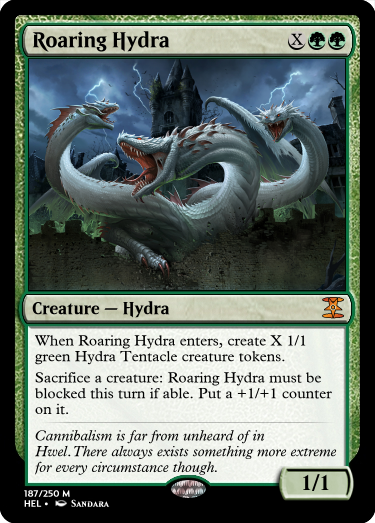 Roaring Hydra X
Creature — Hydra
When Roaring Hydra enters, create X 1/1
green Hydra Tentacle creature tokens.
Sacrifice a creature: Roaring Hydra must be
blocked this turn if able. Put a +1/+1 counter
on it.
Cannibalism is far from unheard of in
Hwel. There always exists something more extreme
for every circumstance though.
1/1
187/250 M
HEL • Sandara